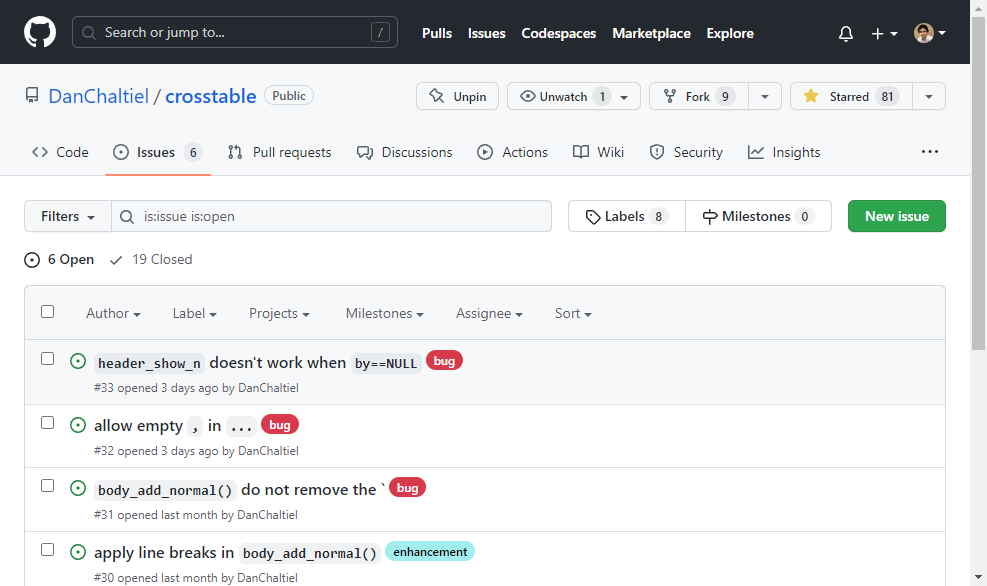 Search or jump to... / Pulls Issues Codespaces Marketplace Explore
DanChaltiel / crosstable Public Unpin Unwatch 1 Fork 9 Starred 81
Code Issues 6 Pull requests Discussions Actions Wiki Security Insights ...
Filters is:issue is:open Labels 8 Milestones 0 New issue
6 Open 19 Closed
Author Label Projects Milestones Assignee Sort
header_show_n doesn't work when by==NULL bug
#33 opened 3 days ago by DanChaltiel
allow empty , in ... bug
#32 opened 3 days ago by DanChaltiel
body_add_normal() do not remove the ` bug
#31 opened last month by DanChaltiel
apply line breaks in body_add_normal() enhancement
#30 opened last month by DanChaltiel